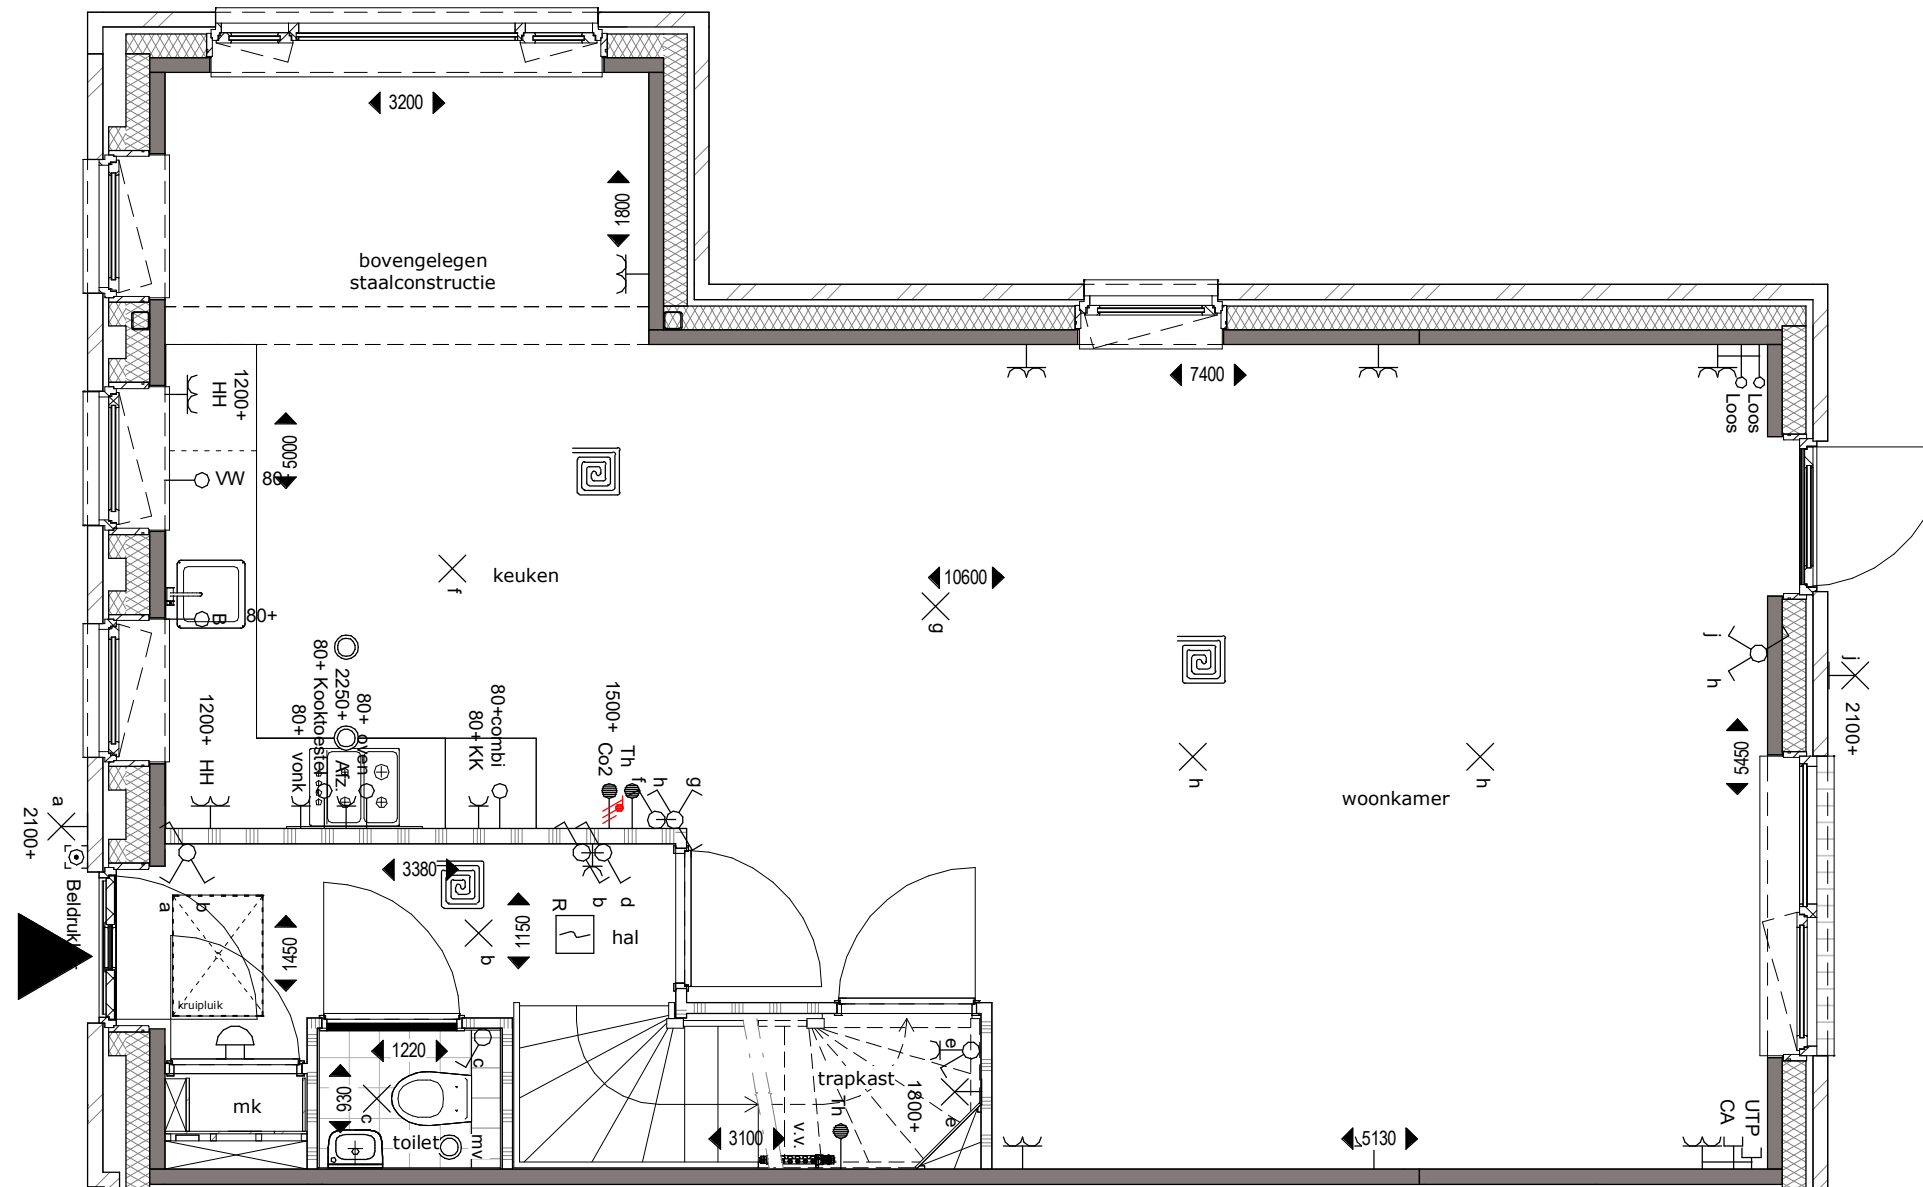 3200
1800
bovengelegen
staalconstructie
1200+
HH
5000
7400
Loos
Loos
VW
80+
keuken
f
10600
g
B
80+
j
h
j
2100+
80+ Kooktoestel
2250+
80+ oven
Afz.
80+
vonk
1200+ HH
80+combi
80+KK
1500+
Co2
Th
f
h
g
h
h
5450
woonkamer
a
2100+
Beldrukker
3380
b
a
1450
kruipluik
b
1150
R
b
d
hal
1220
c
930
c
toilet
mv
mk
e
trapkast
1800+
e
Th
v.v.
3100
5130
CA
UTP